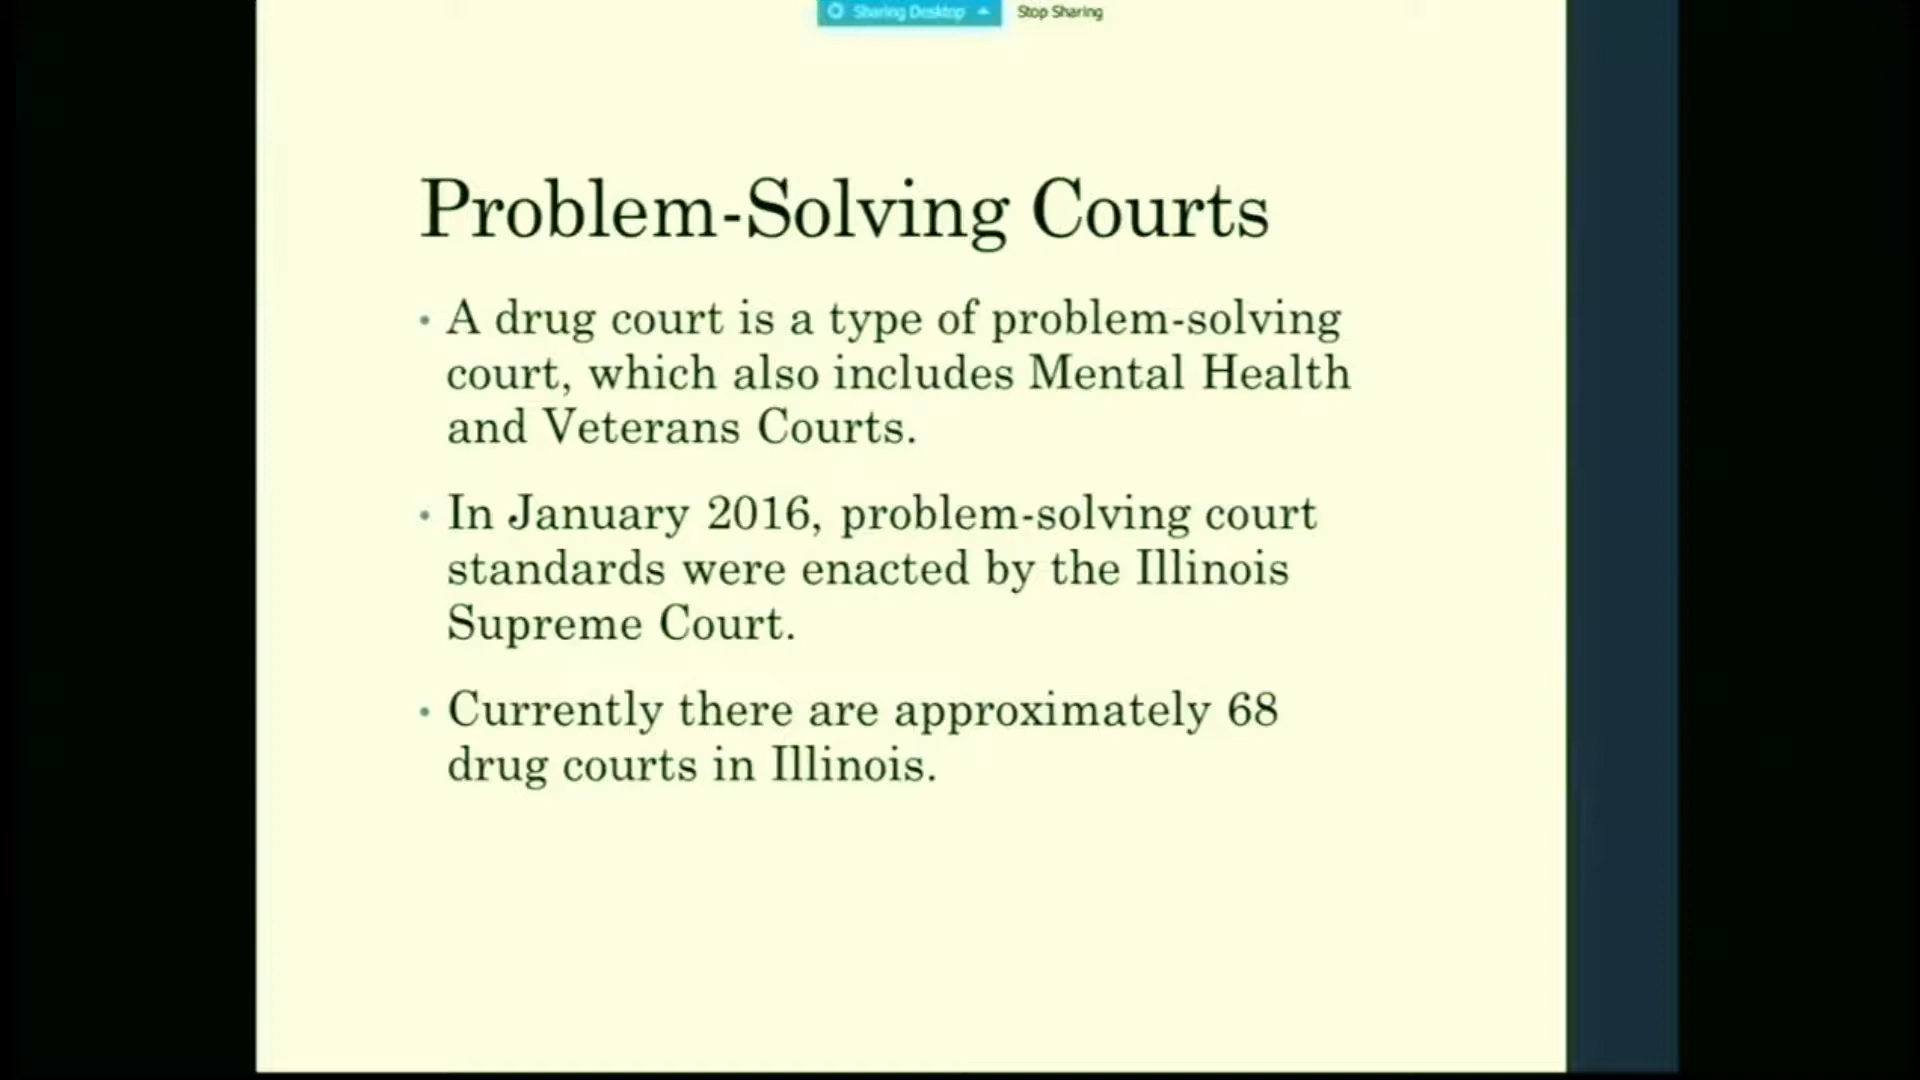 Sharing Desktop Stop Sharing
Problem-Solving Courts
• A drug court is a type of problem-solving
court, which also includes Mental Health
and Veterans Courts.
• In January 2016, problem-solving court
standards were enacted by the Illinois
Supreme Court.
• Currently there are approximately 68
drug courts in Illinois.